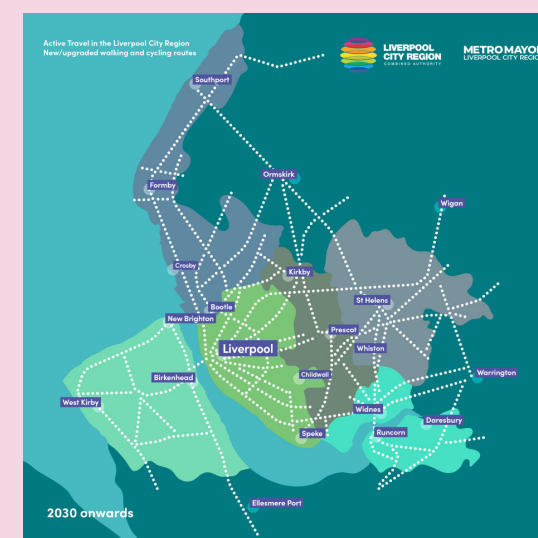 Active Travel in the Liverpool City Region
New/upgraded walking and cycling routes
LIVERPOOL
CITY REGION
COMBINED AUTHORITY
METROMAYOR
LIVERPOOL CITY REGION
Southport
Ormskirk
Formby
Wigan
Crosby
Kirkby
St Helens
Bootle
New Brighton
Prescot
Liverpool
Whiston
Childwall
Birkenhead
Warrington
West Kirby
Widnes
Daresbury
Speke
Runcorn
Ellesmere Port
2030 onwards